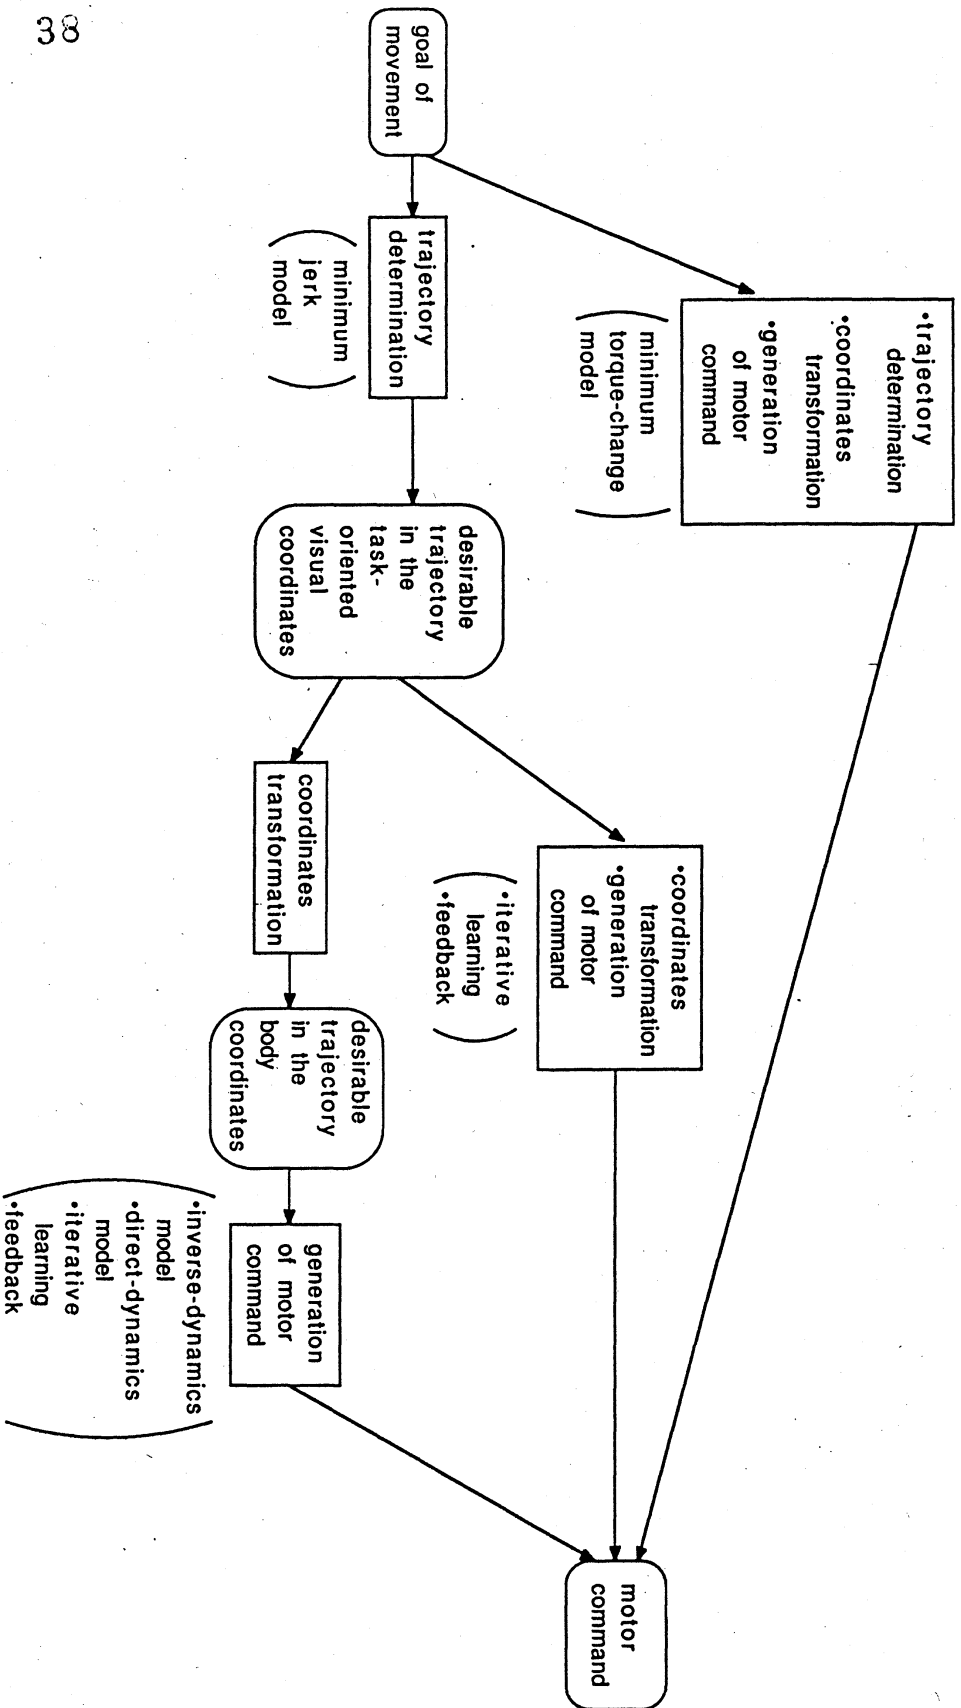 38
goal of
movement
•trajectory
determination
•coordinates
transformation
•generation
of motor
command
minimum
torque-change
model
trajectory
determination
minimum
jerk
model
desirable
trajectory
in the
task-
oriented
visual
coordinates
•coordinates
transformation
•generation
of motor
command
•iterative
learning
•feedback
coordinates
transformation
desirable
trajectory
in the
body
coordinates
generation
of motor
command
•inverse-dynamics
model
•direct-dynamics
model
•iterative
learning
•feedback
motor
command